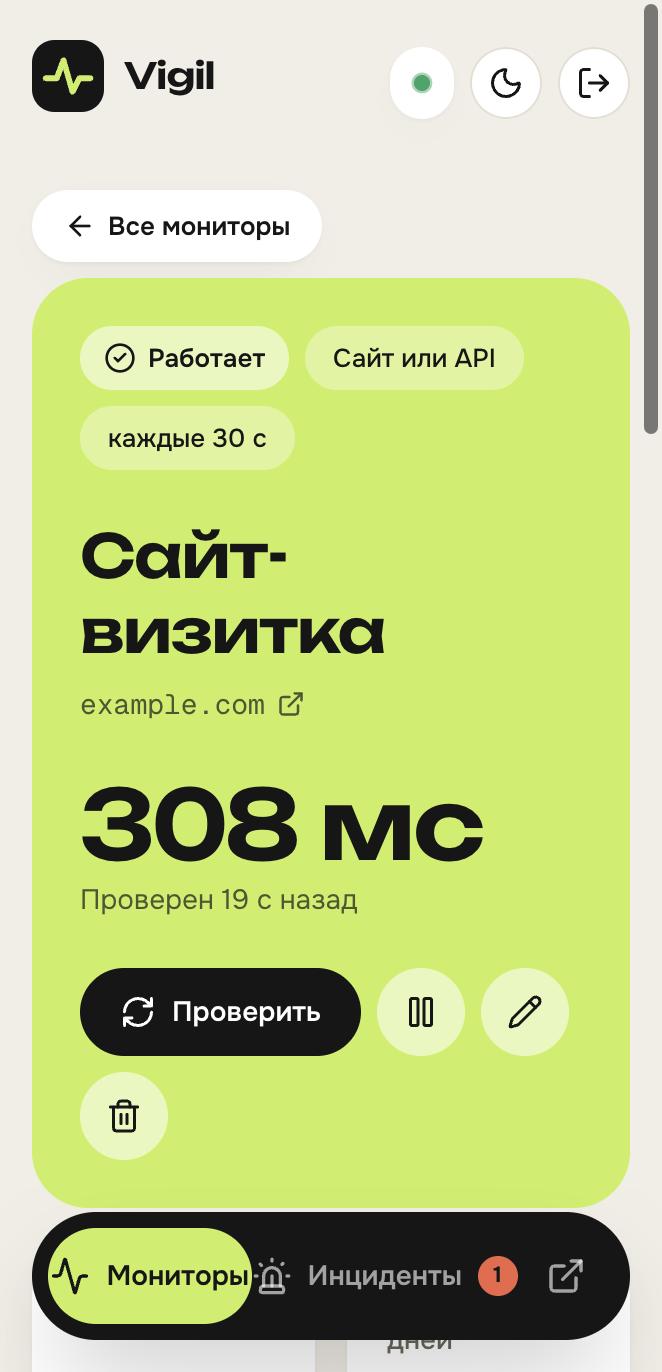 Vigil
Все мониторы
Работает
Сайт или API
каждые 30 с
Сайт-
визитка
example.com
308 мс
Проверен 19 с назад
Проверить
Мониторы
Инциденты 1
дней